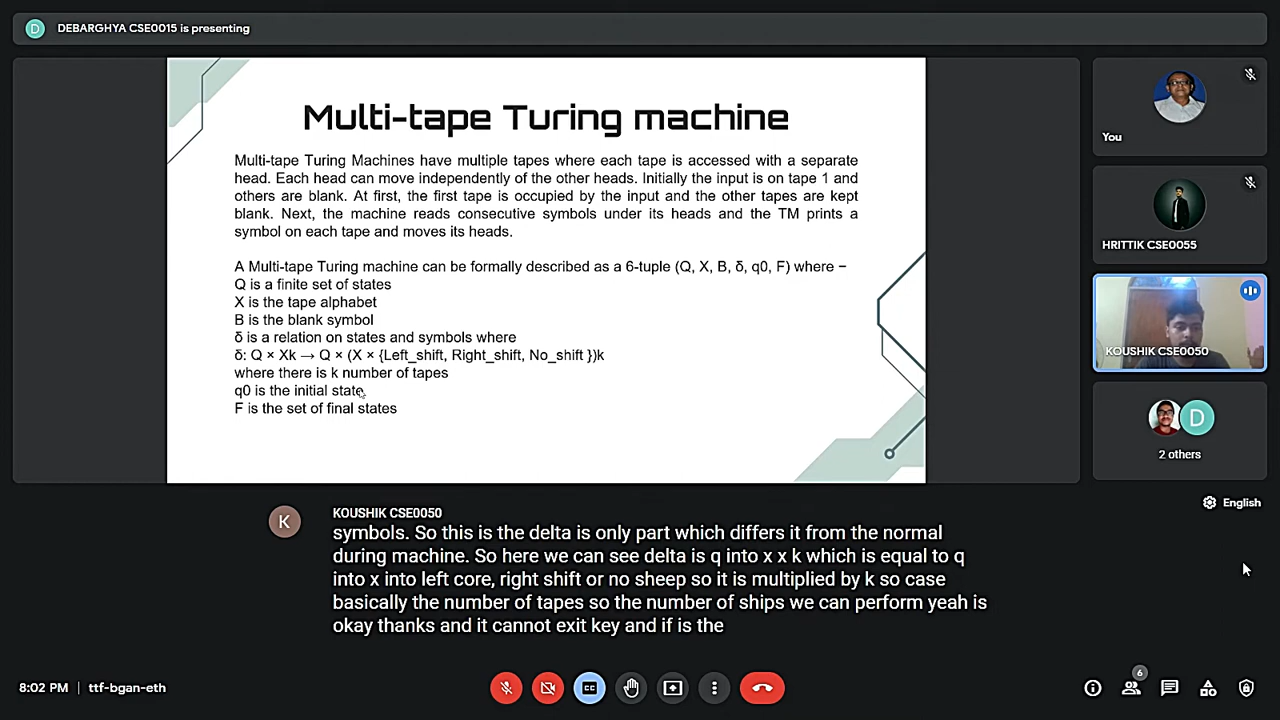 D DEBARGHYA CSE0015 is presenting
Multi-tape Turing machine
Multi-tape Turing Machines have multiple tapes where each tape is accessed with a separate
head. Each head can move independently of the other heads. Initially the input is on tape 1 and
others are blank. At first, the first tape is occupied by the input and the other tapes are kept
blank. Next, the machine reads consecutive symbols under its heads and the TM prints a
symbol on each tape and moves its heads.
A Multi-tape Turing machine can be formally described as a 6-tuple (Q, X, B, δ, q0, F) where −
Q is a finite set of states
X is the tape alphabet
B is the blank symbol
δ is a relation on states and symbols where
δ: Q × Xk → Q × (X × {Left_shift, Right_shift, No_shift })k
where there is k number of tapes
q0 is the initial state
F is the set of final states
You
HRITTIK CSE0055
KOUSHIK CSE0050
D
2 others
English
K
KOUSHIK CSE0050
symbols. So this is the delta is only part which differs it from the normal
during machine. So here we can see delta is q into x x k which is equal to q
into x into left core, right shift or no sheep so it is multiplied by k so case
basically the number of tapes so the number of ships we can perform yeah is
okay thanks and it cannot exit key and if is the
8:02 PM | ttf-bgan-eth
CC
6